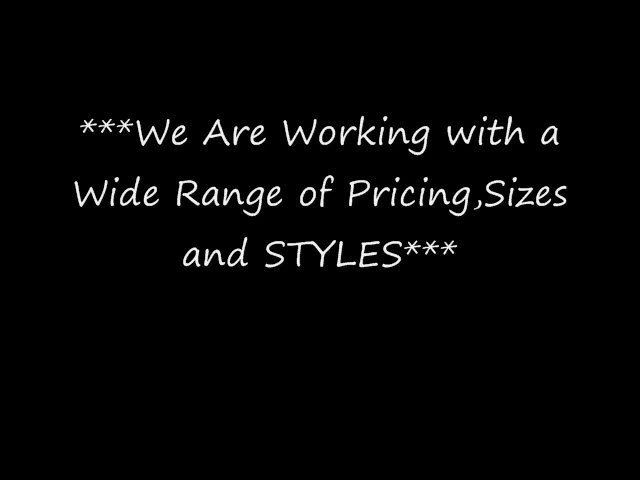 ***We Are Working with a
Wide Range of Pricing,Sizes
and STYLES***